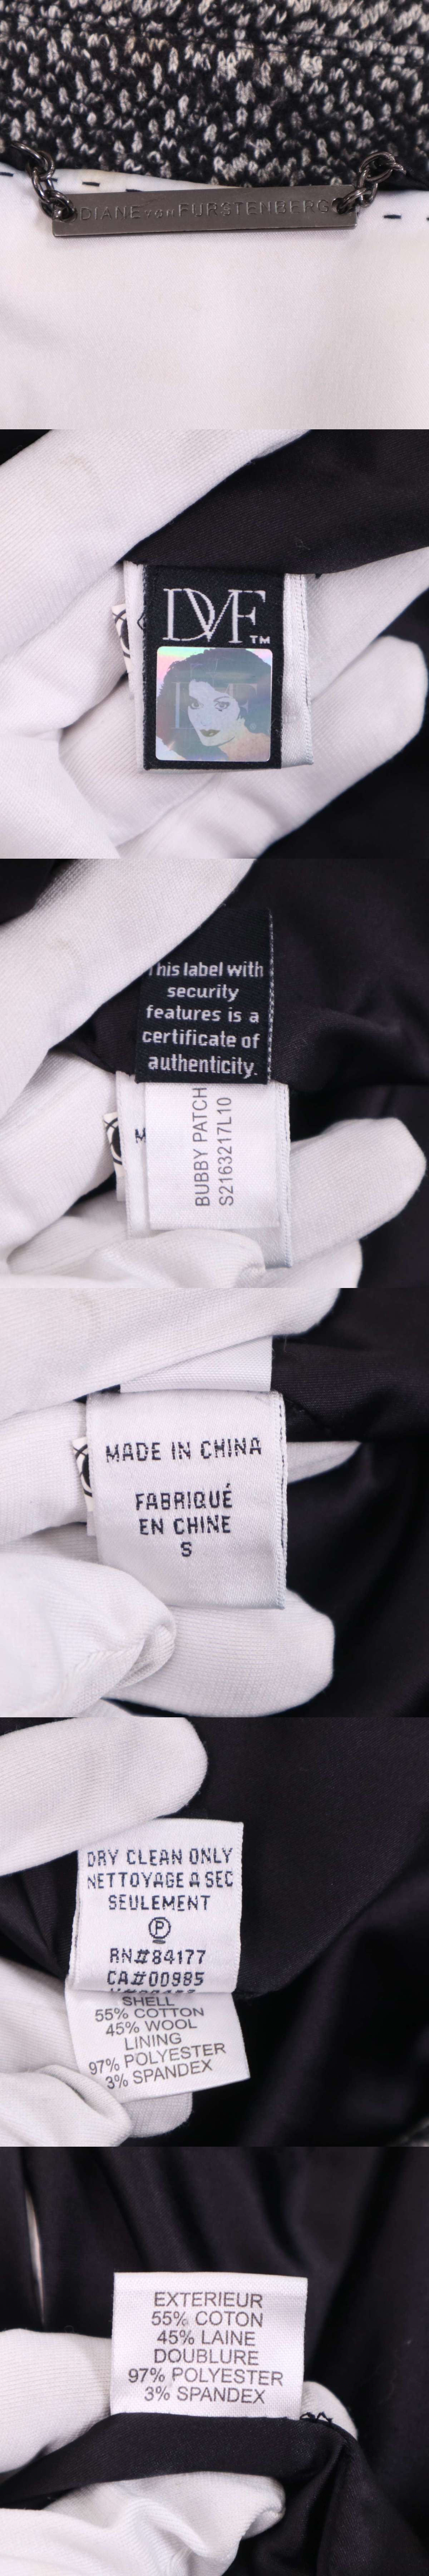 DIANE von FURSTENBERG
DVF™
This label with
security
features is a
certificate of
authenticity.
M
BUBBY PATCH
S2163217L10
MADE IN CHINA
FABRIQUÉ
EN CHINE
S
DRY CLEAN ONLY
NETTOYAGE A SEC
SEULEMENT
P
RN#84177
CA#00985
SHELL
55% COTTON
45% WOOL
LINING
97% POLYESTER
3% SPANDEX
EXTERIEUR
55% COTON
45% LAINE
DOUBLURE
97% POLYESTER
3% SPANDEX